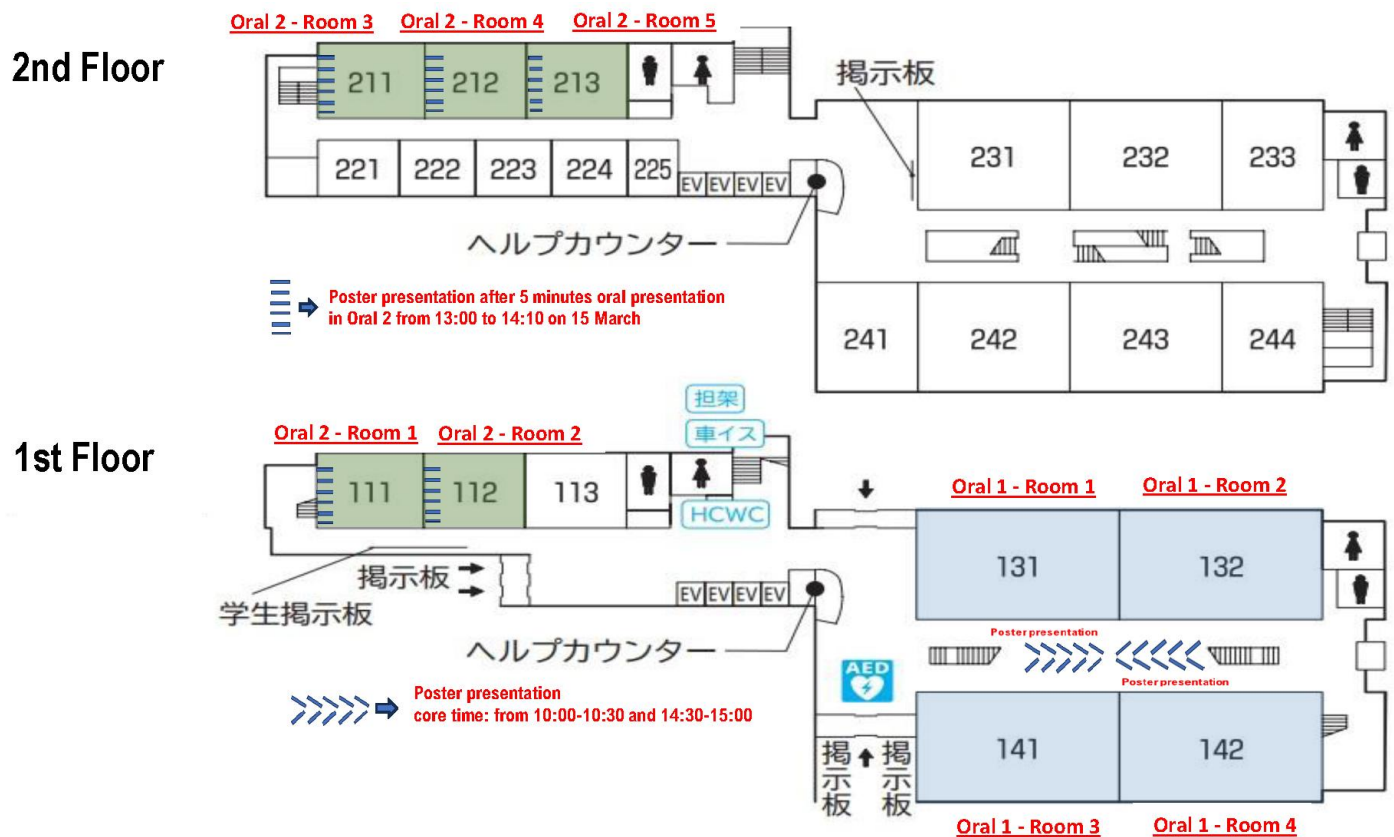 Oral 2 - Room 3
Oral 2 - Room 4
Oral 2 - Room 5
2nd Floor
211
212
213
掲示板
231
232
233
221
222
223
224
225
EV EV EV EV
ヘルプカウンター
Poster presentation after 5 minutes oral presentation
in Oral 2 from 13:00 to 14:10 on 15 March
241
242
243
244
担架
車イス
Oral 2 - Room 1
Oral 2 - Room 2
1st Floor
111
112
113
HCWC
Oral 1 - Room 1
Oral 1 - Room 2
131
132
掲示板
学生掲示板
EV EV EV EV
ヘルプカウンター
Poster presentation
Poster presentation
AED
Poster presentation
core time: from 10:00-10:30 and 14:30-15:00
141
142
掲示板
掲示板
Oral 1 - Room 3
Oral 1 - Room 4